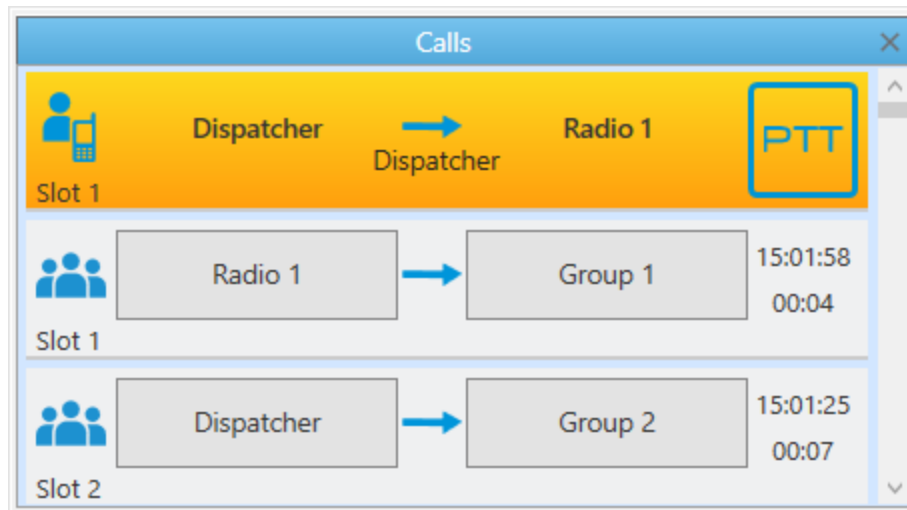 Calls
Dispatcher Radio 1 PTT
Dispatcher
Slot 1
Radio 1 Group 1 15:01:58
00:04
Slot 1
Dispatcher Group 2 15:01:25
00:07
Slot 2